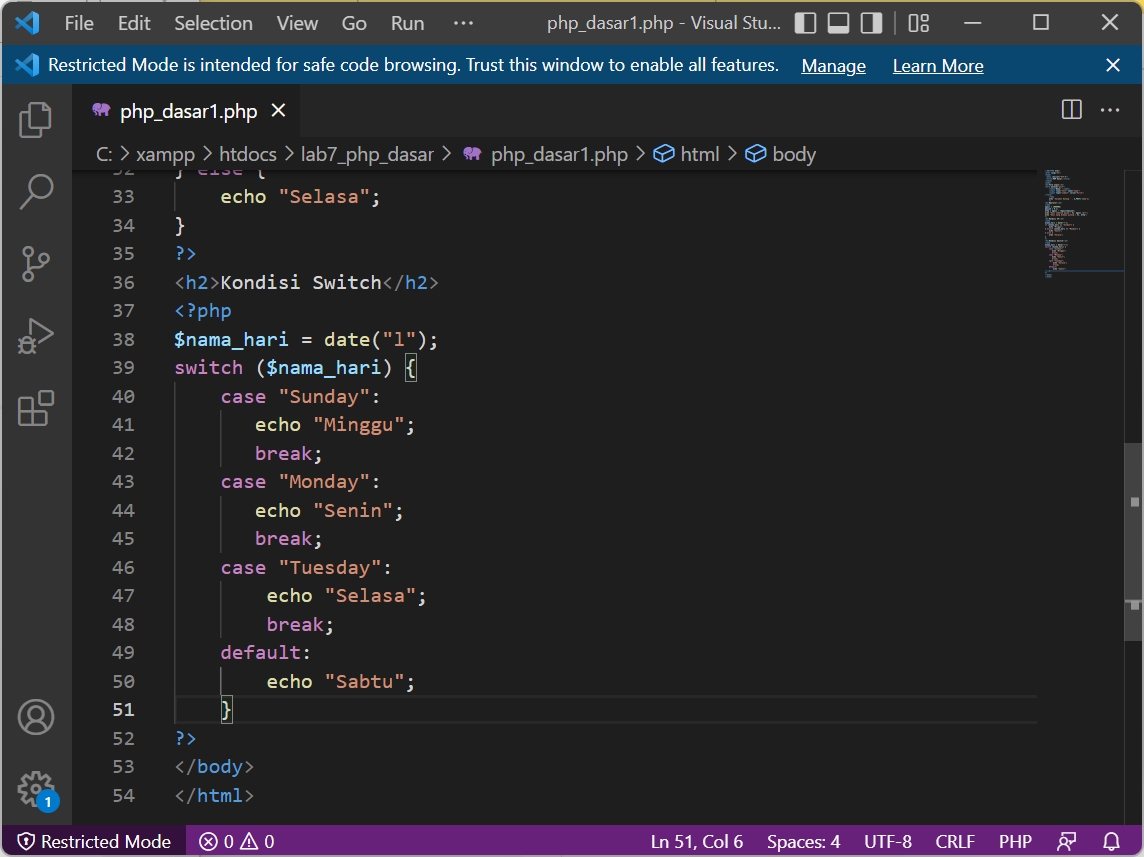 File Edit Selection View Go Run ··· php_dasar1.php - Visual Stu...
Restricted Mode is intended for safe code browsing. Trust this window to enable all features. Manage Learn More
php_dasar1.php
C: > xampp > htdocs > lab7_php_dasar > php_dasar1.php > html > body
32 } else {
33 echo "Selasa";
34 }
35 ?>
36 <h2>Kondisi Switch</h2>
37 <?php
38 $nama_hari = date("l");
39 switch ($nama_hari) {
40 case "Sunday":
41 echo "Minggu";
42 break;
43 case "Monday":
44 echo "Senin";
45 break;
46 case "Tuesday":
47 echo "Selasa";
48 break;
49 default:
50 echo "Sabtu";
51 }
52 ?>
53 </body>
54 </html>
1
Restricted Mode 0 0 Ln 51, Col 6 Spaces: 4 UTF-8 CRLF PHP